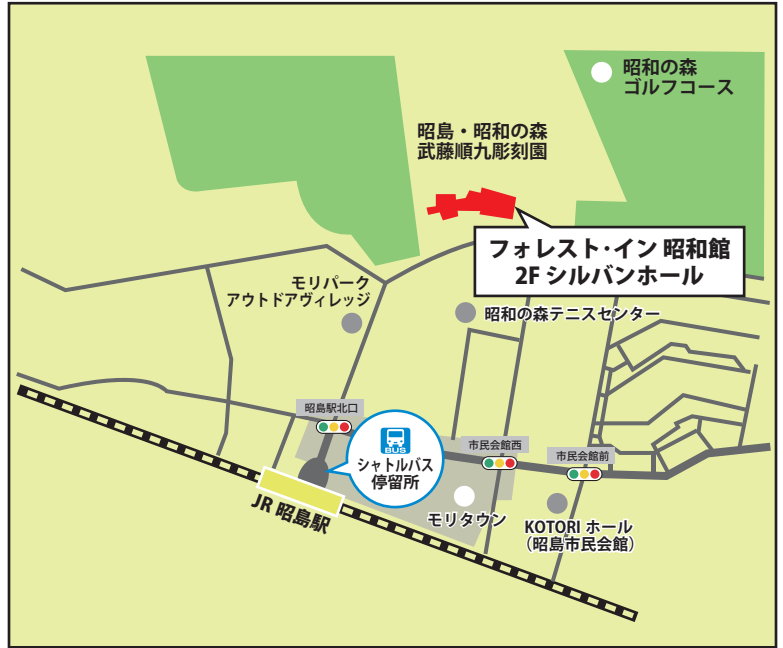 昭和の森
ゴルフコース
昭島・昭和の森
武藤順九彫刻園
フォレスト・イン 昭和館
2F シルバンホール
モリパーク
アウトドアヴィレッジ
昭和の森テニスセンター
昭島駅北口
BUS
シャトルバス
停留所
市民会館西
市民会館前
JR 昭島駅
モリタウン
KOTORI ホール
（昭島市民会館）